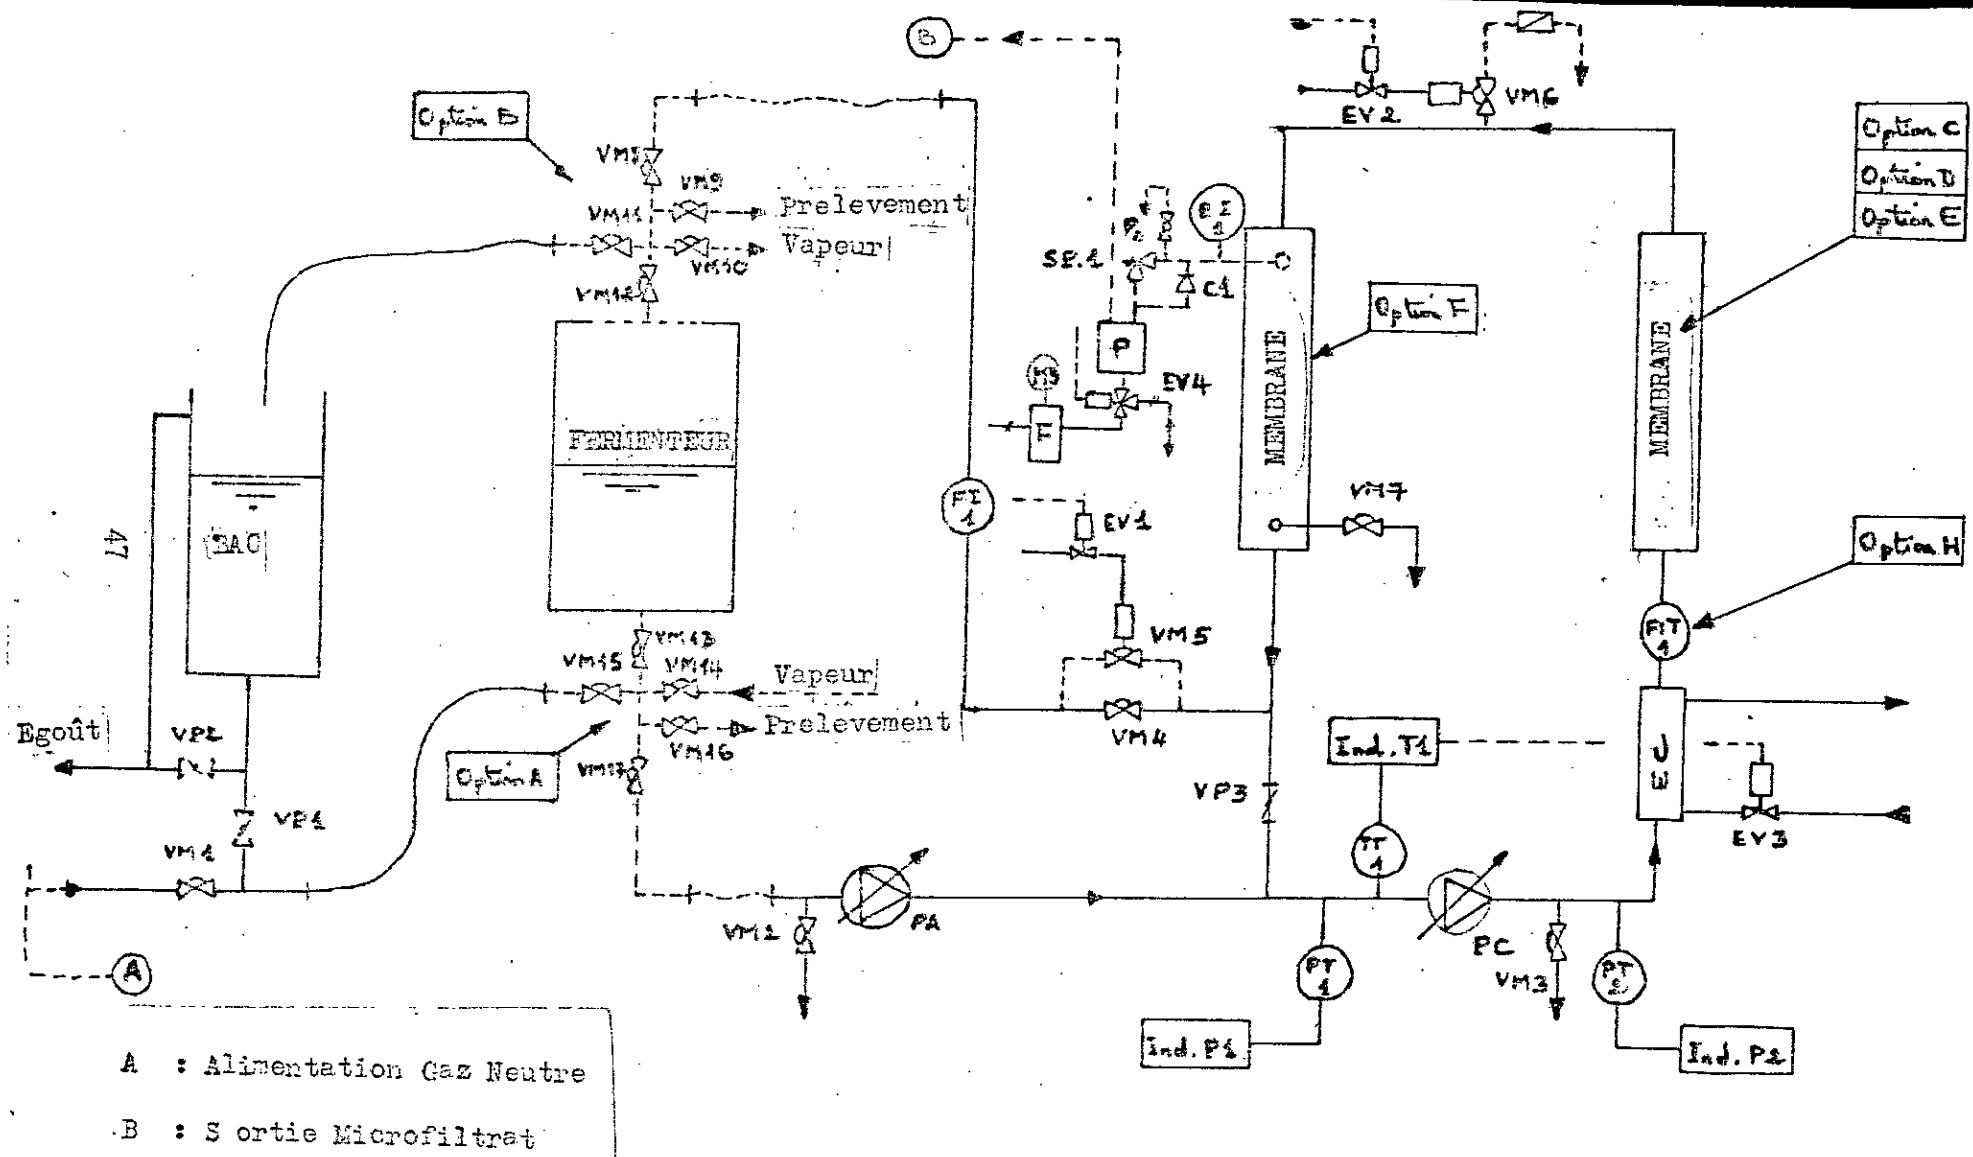 B
VM6
EV2
Option B
Option C
Option D
Option E
VM9
Prelevement
VM11
Vapeur
VM10
VM12
SE.1
C1
Option F
P
EV4
F
FERMENTEUR
MEMBRANE
MEMBRANE
BAC
47
FI
1
EV1
VM7
Option H
VM13
VM5
FIT
1
VM15
VM14
Vapeur
Egoût
VP2
VM16
Prelevement
VM4
Ind. T1
Option A
VM17
VP3
VP1
EV3
VM1
TT
1
VM2
PA
PC
A
PT
1
VM3
PT
2
Ind. P1
Ind. P2
A : Alimentation Gaz Neutre
B : Sortie Microfiltrat